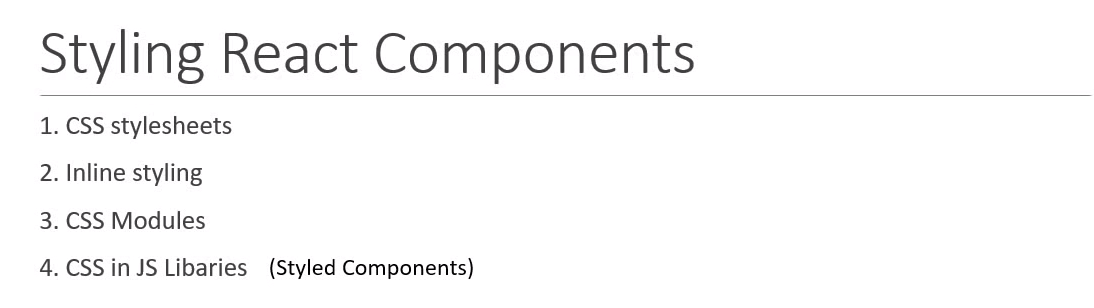 Styling React Components
1. CSS stylesheets
2. Inline styling
3. CSS Modules
4. CSS in JS Libaries (Styled Components)